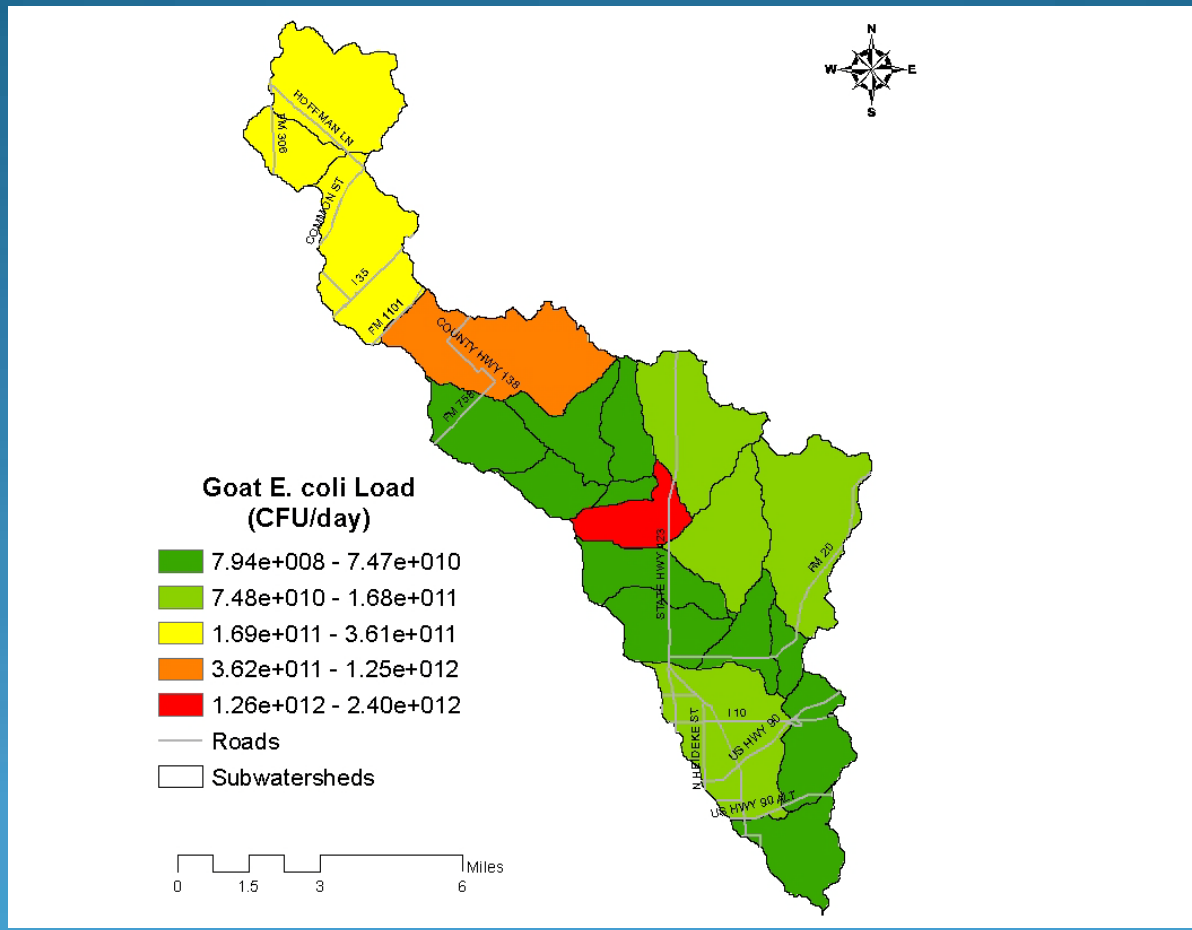 N
W E
S
HOFFMAN LN
FM 306
COMMON ST
I 35
FM 1101
COUNTY HWY 138
FM 758
STATE HWY 123
RM 20
I 10
N HEIDEKE ST
US HWY 90
US HWY 90 ALT
Goat E. coli Load
(CFU/day)
7.94e+008 - 7.47e+010
7.48e+010 - 1.68e+011
1.69e+011 - 3.61e+011
3.62e+011 - 1.25e+012
1.26e+012 - 2.40e+012
Roads
Subwatersheds
Miles
0 1.5 3 6